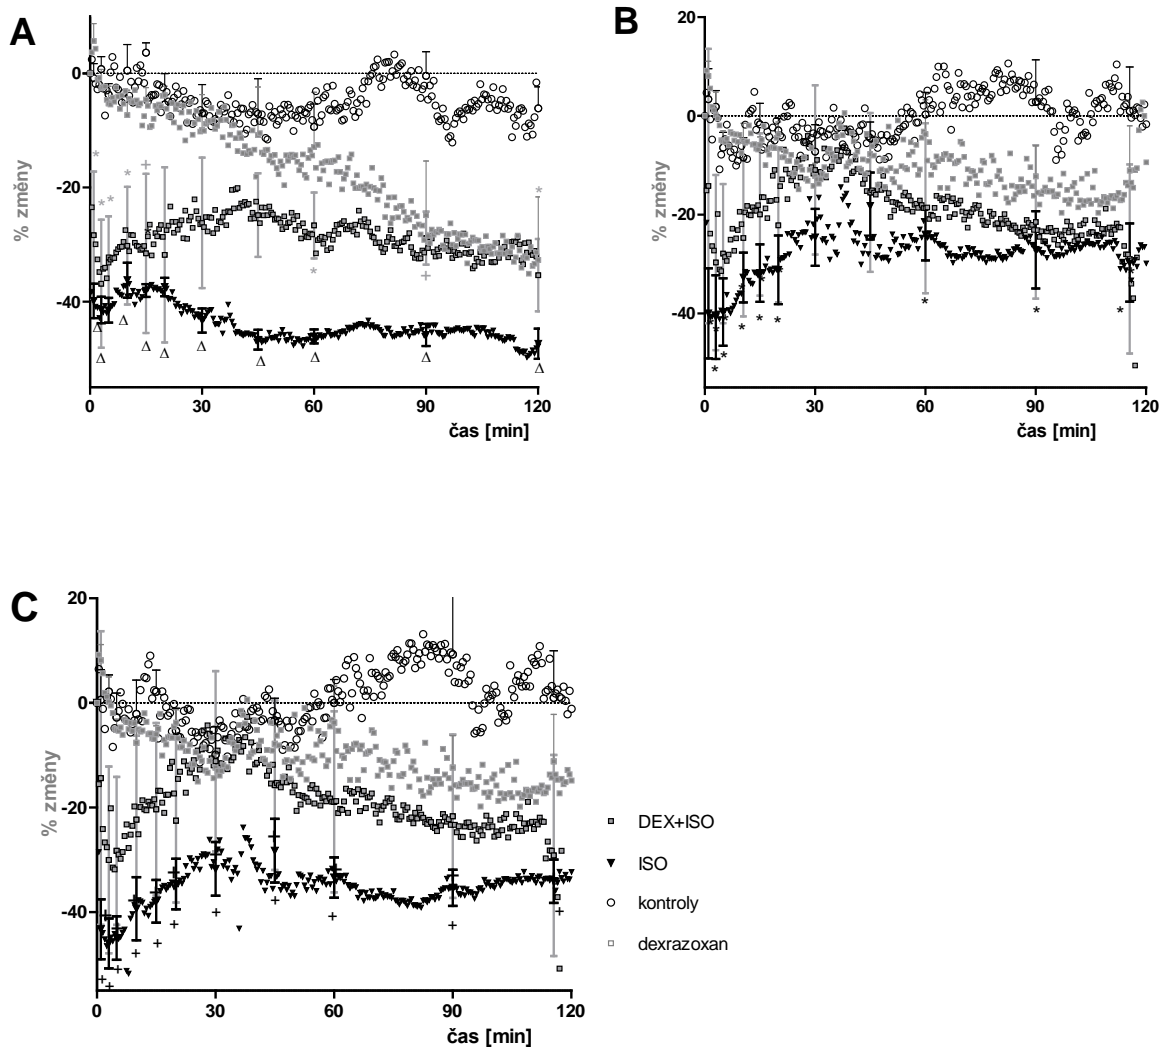 A
% změny
0
-20
-40
0 30 60 90 120
čas [min]
B
% změny
20
0
-20
-40
0 30 60 90 120
čas [min]
C
% změny
20
0
-20
-40
0 30 60 90 120
čas [min]
DEX+ISO
ISO
kontroly
dexrazoxan